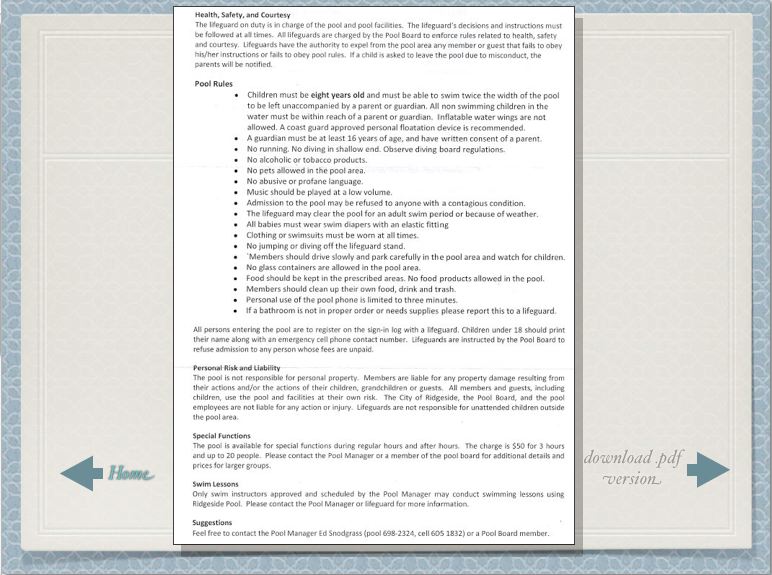 Health, Safety, and Courtesy
The lifeguard on duty is in charge of the pool and pool facilities. The lifeguard's decisions and instructions must
be followed at all times. All lifeguards are charged by the Pool Board to enforce rules related to health, safety
and courtesy. Lifeguards have the authority to expel from the pool area any member or guest that fails to obey
his/her instructions or fails to obey pool rules. If a child is asked to leave the pool due to misconduct, the
parents will be notified.
Pool Rules
• Children must be eight years old and must be able to swim twice the width of the pool
to be left unaccompanied by a parent or guardian. All non swimming children in the
water must be within reach of a parent or guardian. Inflatable water wings are not
allowed. A coast guard approved personal floatation device is recommended.
• A guardian must be at least 16 years of age, and have written consent of a parent.
• No running. No diving in shallow end. Observe diving board regulations.
• No alcoholic or tobacco products.
• No pets allowed in the pool area.
• No abusive or profane language.
• Music should be played at a low volume.
• Admission to the pool may be refused to anyone with a contagious condition.
• The lifeguard may clear the pool for an adult swim period or because of weather.
• All babies must wear swim diapers with an elastic fitting
• Clothing or swimsuits must be worn at all times.
• No jumping or diving off the lifeguard stand.
• `Members should drive slowly and park carefully in the pool area and watch for children.
• No glass containers are allowed in the pool area.
• Food should be kept in the prescribed areas. No food products allowed in the pool.
• Members should clean up their own food, drink and trash.
• Personal use of the pool phone is limited to three minutes.
• If a bathroom is not in proper order or needs supplies please report this to a lifeguard.
All persons entering the pool are to register on the sign-in log with a lifeguard. Children under 18 should print
their name along with an emergency cell phone contact number. Lifeguards are instructed by the Pool Board to
refuse admission to any person whose fees are unpaid.
Personal Risk and Liability
The pool is not responsible for personal property. Members are liable for any property damage resulting from
their actions and/or the actions of their children, grandchildren or guests. All members and guests, including
children, use the pool and facilities at their own risk. The City of Ridgeside, the Pool Board, and the pool
employees are not liable for any action or injury. Lifeguards are not responsible for unattended children outside
the pool area.
Special Functions
The pool is available for special functions during regular hours and after hours. The charge is $50 for 3 hours
and up to 20 people. Please contact the Pool Manager or a member of the pool board for additional details and
prices for larger groups.
Swim Lessons
Only swim instructors approved and scheduled by the Pool Manager may conduct swimming lessons using
Ridgeside Pool. Please contact the Pool Manager or lifeguard for more information.
Suggestions
Feel free to contact the Pool Manager Ed Snodgrass (pool 698-2324, cell 605 1832) or a Pool Board member.
Home
download .pdf
version